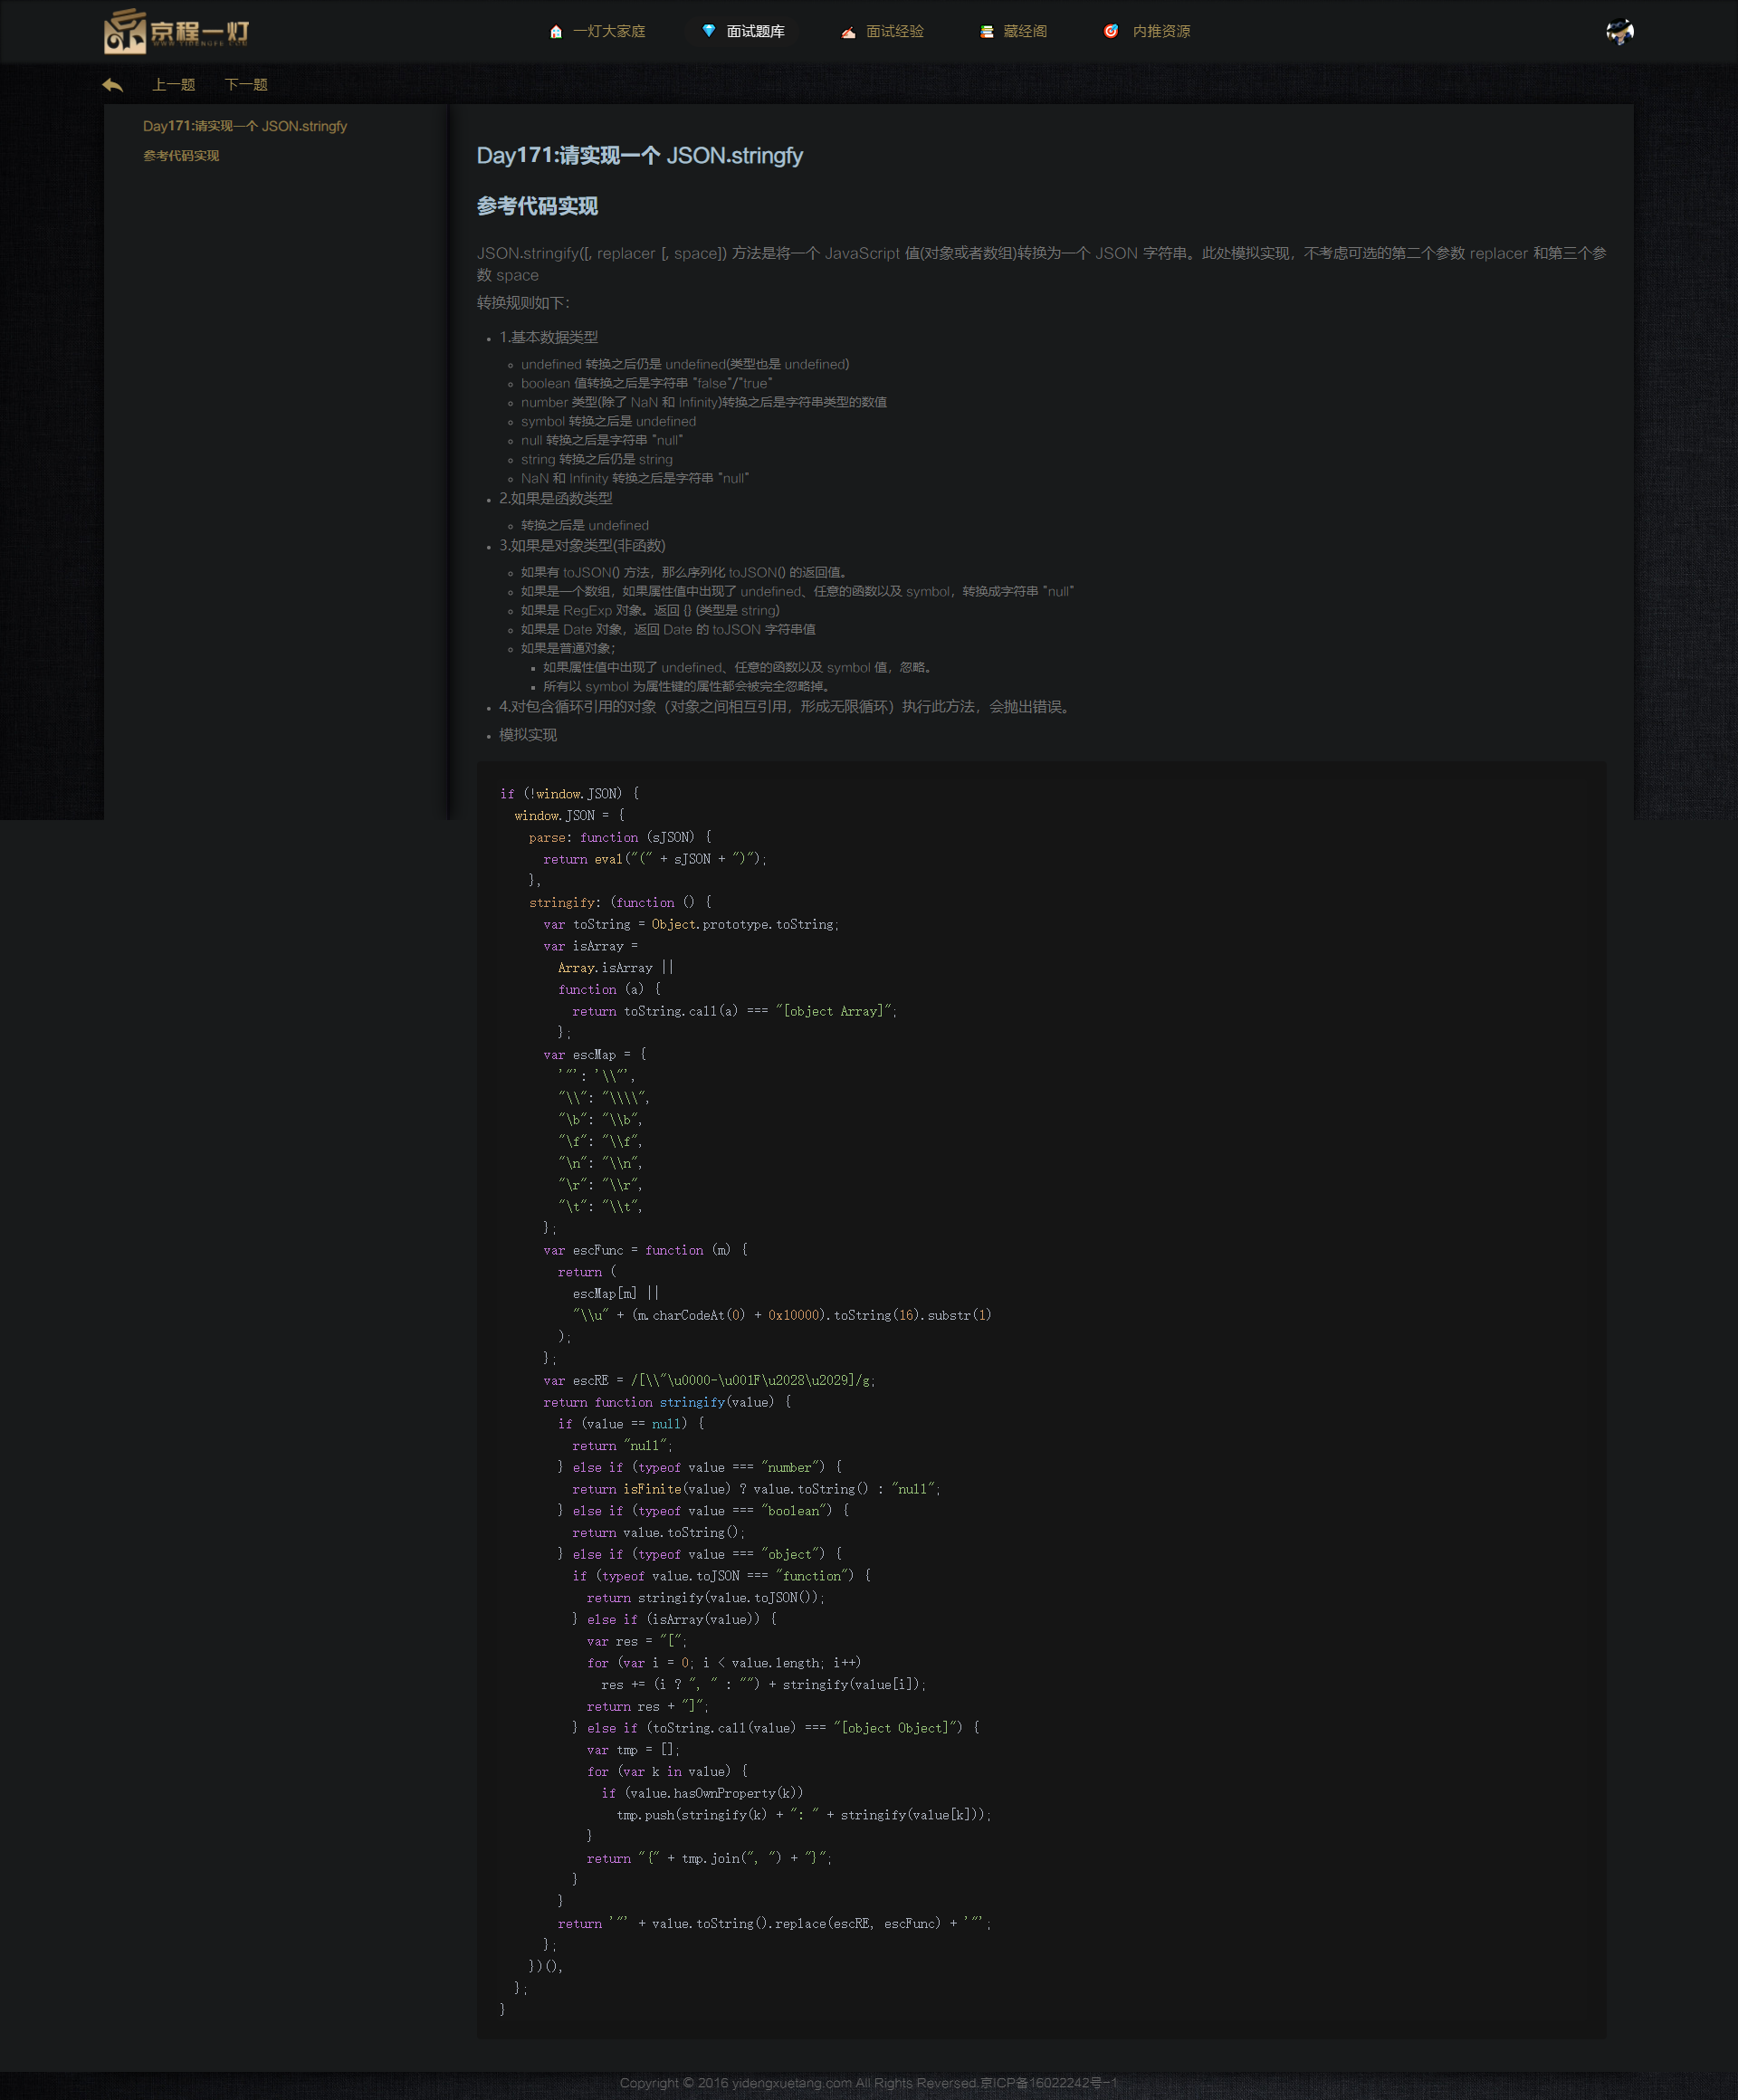 京程一灯
WWW.YIDENGFE.COM
一灯大家庭
面试题库
面试经验
藏经阁
内推资源
上一题 下一题
Day171:请实现一个 JSON.stringfy
参考代码实现
Day171:请实现一个 JSON.stringfy
参考代码实现
JSON.stringify([, replacer [, space]) 方法是将一个 JavaScript 值(对象或者数组)转换为一个 JSON 字符串。此处模拟实现，不考虑可选的第二个参数 replacer 和第三个参
数 space
转换规则如下：
1.基本数据类型
undefined 转换之后仍是 undefined(类型也是 undefined)
boolean 值转换之后是字符串 "false"/"true"
number 类型(除了 NaN 和 Infinity)转换之后是字符串类型的数值
symbol 转换之后是 undefined
null 转换之后是字符串 "null"
string 转换之后仍是 string
NaN 和 Infinity 转换之后是字符串 "null"
2.如果是函数类型
转换之后是 undefined
3.如果是对象类型(非函数)
如果有 toJSON() 方法，那么序列化 toJSON() 的返回值。
如果是一个数组，如果属性值中出现了 undefined、任意的函数以及 symbol，转换成字符串 "null"
如果是 RegExp 对象。返回 {} (类型是 string)
如果是 Date 对象，返回 Date 的 toJSON 字符串值
如果是普通对象；
如果属性值中出现了 undefined、任意的函数以及 symbol 值，忽略。
所有以 symbol 为属性键的属性都会被完全忽略掉。
4.对包含循环引用的对象（对象之间相互引用，形成无限循环）执行此方法，会抛出错误。
模拟实现
if (!window.JSON) {
  window.JSON = {
    parse: function (sJSON) {
      return eval("(" + sJSON + ")");
    },
    stringify: (function () {
      var toString = Object.prototype.toString;
      var isArray =
        Array.isArray ||
        function (a) {
          return toString.call(a) === "[object Array]";
        };
      var escMap = {
        '"': '\\"',
        "\\": "\\\\",
        "\b": "\\b",
        "\f": "\\f",
        "\n": "\\n",
        "\r": "\\r",
        "\t": "\\t",
      };
      var escFunc = function (m) {
        return (
          escMap[m] ||
          "\\u" + (m.charCodeAt(0) + 0x10000).toString(16).substr(1)
        );
      };
      var escRE = /[\\"\u0000-\u001F\u2028\u2029]/g;
      return function stringify(value) {
        if (value == null) {
          return "null";
        } else if (typeof value === "number") {
          return isFinite(value) ? value.toString() : "null";
        } else if (typeof value === "boolean") {
          return value.toString();
        } else if (typeof value === "object") {
          if (typeof value.toJSON === "function") {
            return stringify(value.toJSON());
          } else if (isArray(value)) {
            var res = "[";
            for (var i = 0; i < value.length; i++)
              res += (i ? ", " : "") + stringify(value[i]);
            return res + "]";
          } else if (toString.call(value) === "[object Object]") {
            var tmp = [];
            for (var k in value) {
              if (value.hasOwnProperty(k))
                tmp.push(stringify(k) + ": " + stringify(value[k]));
            }
            return "{" + tmp.join(", ") + "}";
          }
        }
        return '"' + value.toString().replace(escRE, escFunc) + '"';
      };
    })(),
  };
}
Copyright © 2016 yidengxuetang.com All Rights Reversed.京ICP备16022242号-1